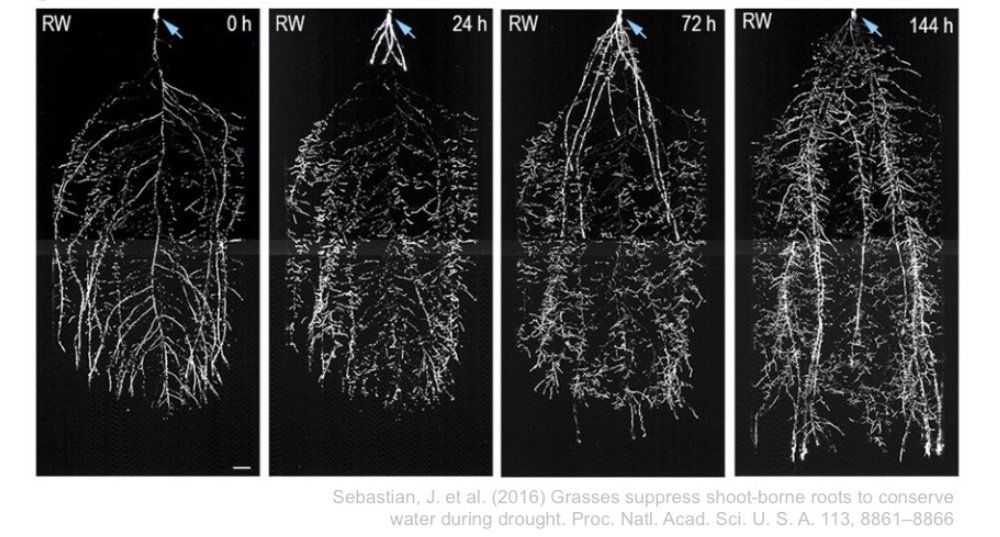 RW 0 h
RW 24 h
RW 72 h
RW 144 h
Sebastian, J. et al. (2016) Grasses suppress shoot-borne roots to conserve
water during drought. Proc. Natl. Acad. Sci. U. S. A. 113, 8861–8866